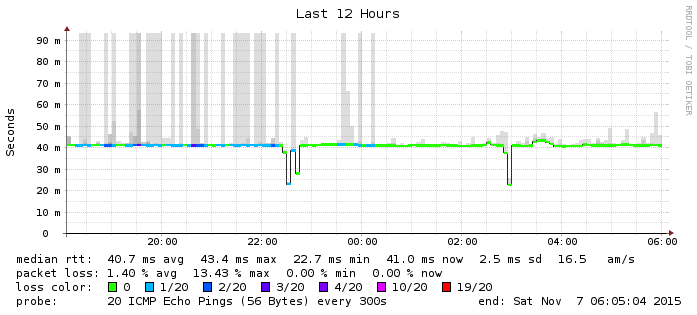 Last 12 Hours
RRDTOOL / TOBI OETIKER
Seconds
90 m
80 m
70 m
60 m
50 m
40 m
30 m
20 m
10 m
0
20:00 22:00 00:00 02:00 04:00 06:00
median rtt: 40.7 ms avg 43.4 ms max 22.7 ms min 41.0 ms now 2.5 ms sd 16.5 am/s
packet loss: 1.40 % avg 13.43 % max 0.00 % min 0.00 % now
loss color: 0 1/20 2/20 3/20 4/20 10/20 19/20
probe: 20 ICMP Echo Pings (56 Bytes) every 300s end: Sat Nov 7 06:05:04 2015